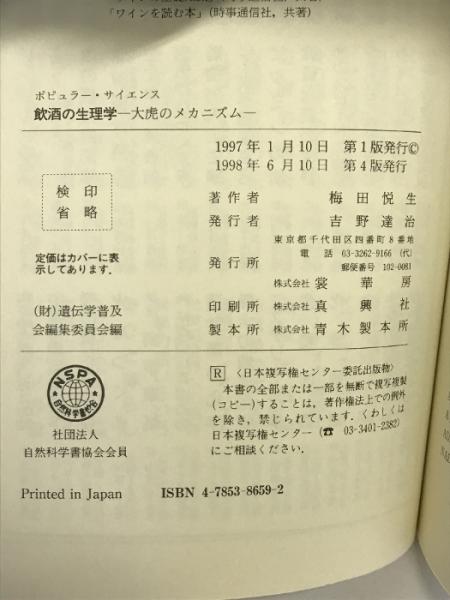 「ワインを読む本」(時事通信社, 共著)
ポピュラー・サイエンス
飲酒の生理学―大虎のメカニズム―
1997年1月10日 第1版発行©
1998年6月10日 第4版発行
検印
省略
定価はカバーに表
示してあります.
(財)遺伝学普及
会編集委員会編
著作者 梅田悦生
発行者 吉野達治
東京都千代田区四番町8番地
電話 03-3262-9166 (代)
郵便番号 102-0081
発行所 株式会社 裳華房
印刷所 株式会社 真興社
製本所 株式会社 青木製本所
NSPA
自然科学書協会
社団法人
自然科学書協会会員
R 〈日本複写権センター委託出版物〉
本書の全部または一部を無断で複写複製
(コピー)することは, 著作権法上での例外
を除き, 禁じられています. くわしくは
日本複写権センター (☎ 03-3401-2382)
にご相談ください.
Printed in Japan ISBN 4-7853-8659-2